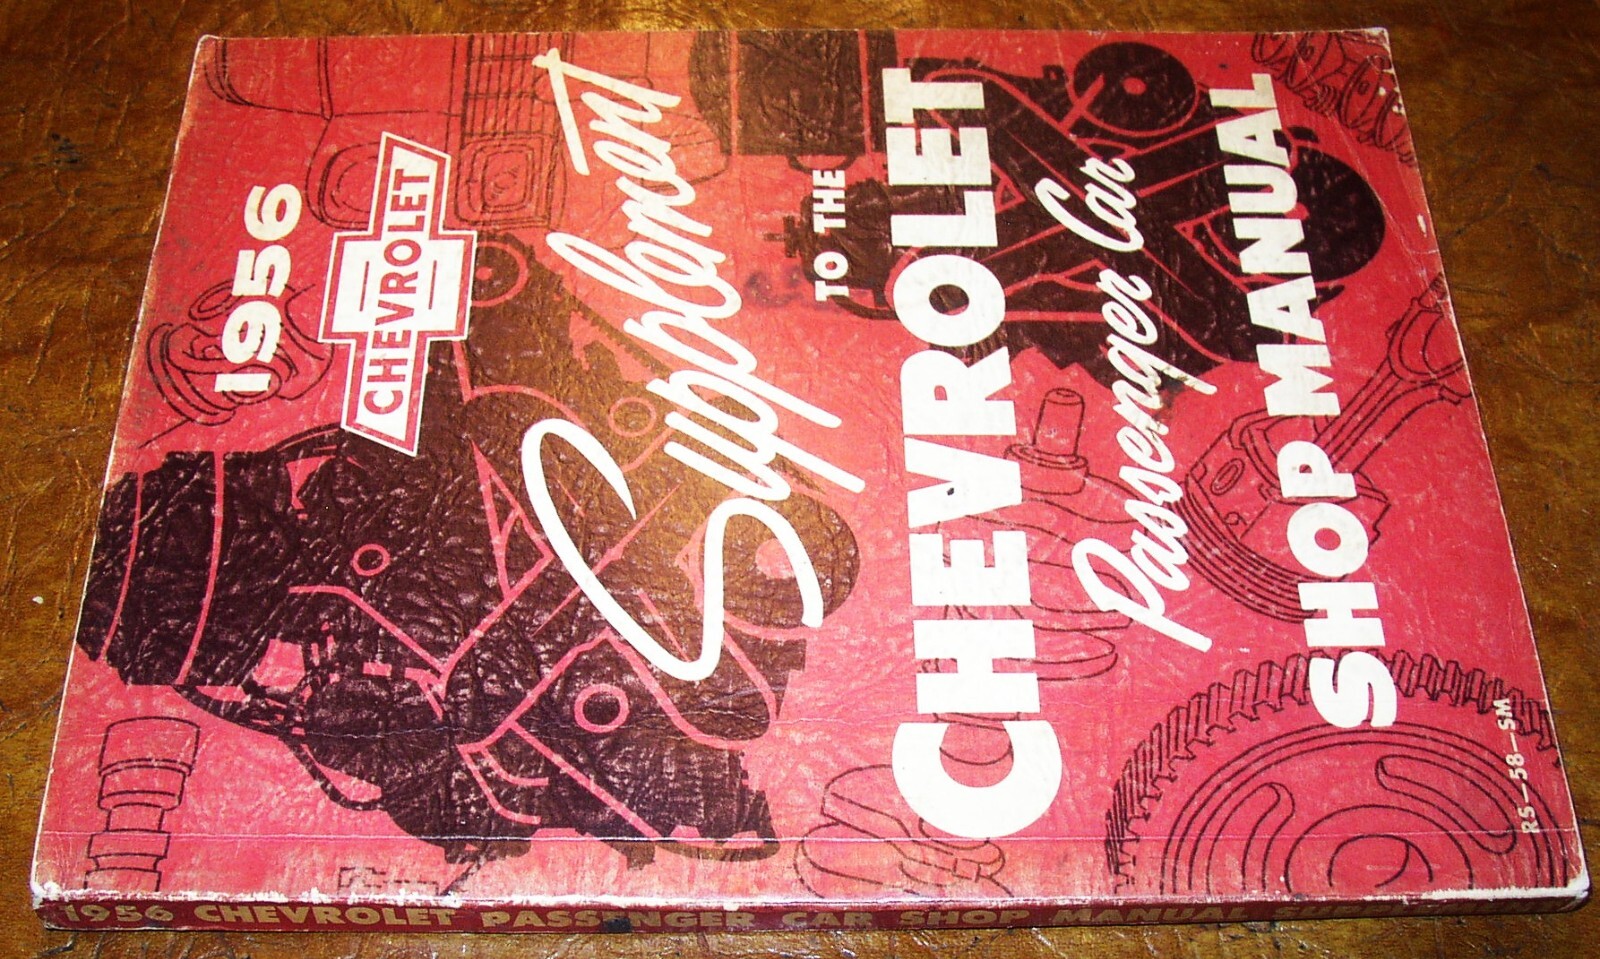 1956
CHEVROLET
Supplement
TO THE
CHEVROLET
Passenger Car
SHOP MANUAL
RS—58—SM
1956 CHEVROLET PASSENGER CAR SHOP MANUAL SUPPLEMENT